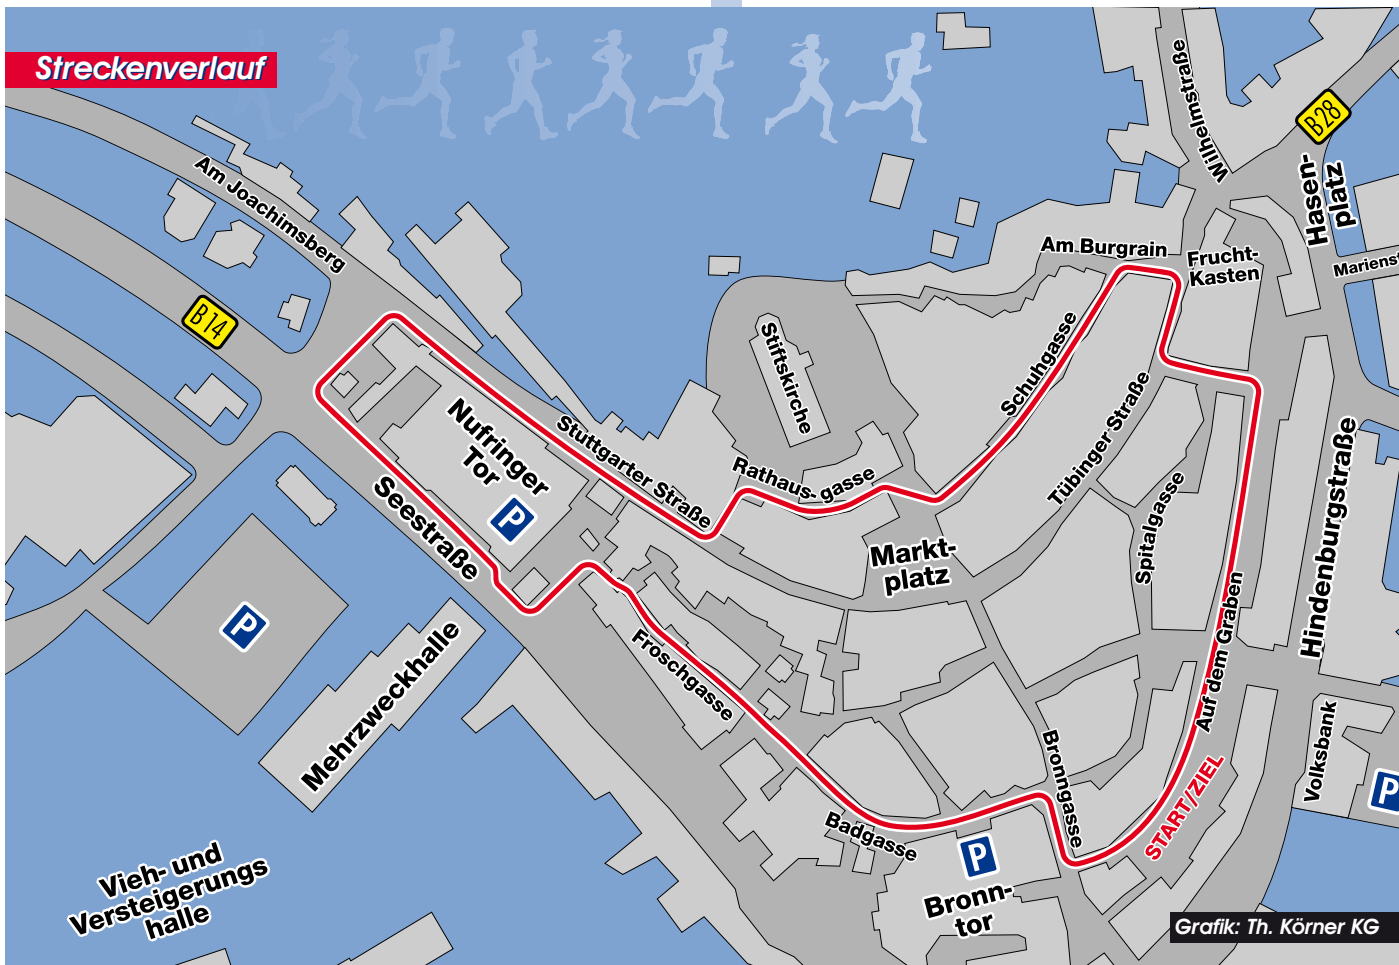 Streckenverlauf
Wilhelmstraße
B28
Hasen-
platz
Am Joachimsberg
Am Burgrain
Frucht-
Kasten
Marienst
B14
Stiftskirche
Schuhgasse
Nufringer
Tor
P
Stuttgarter Straße
Rathaus- gasse
Tübinger Straße
Hindenburgstraße
Seestraße
Markt-
platz
Spitalgasse
P
Mehrzweckhalle
Froschgasse
Auf dem Graben
Bronngasse
Volksbank
START/ZIEL
P
Badgasse
P
Bronn-
tor
Vieh- und
Versteigerungs
halle
Grafik: Th. Körner KG